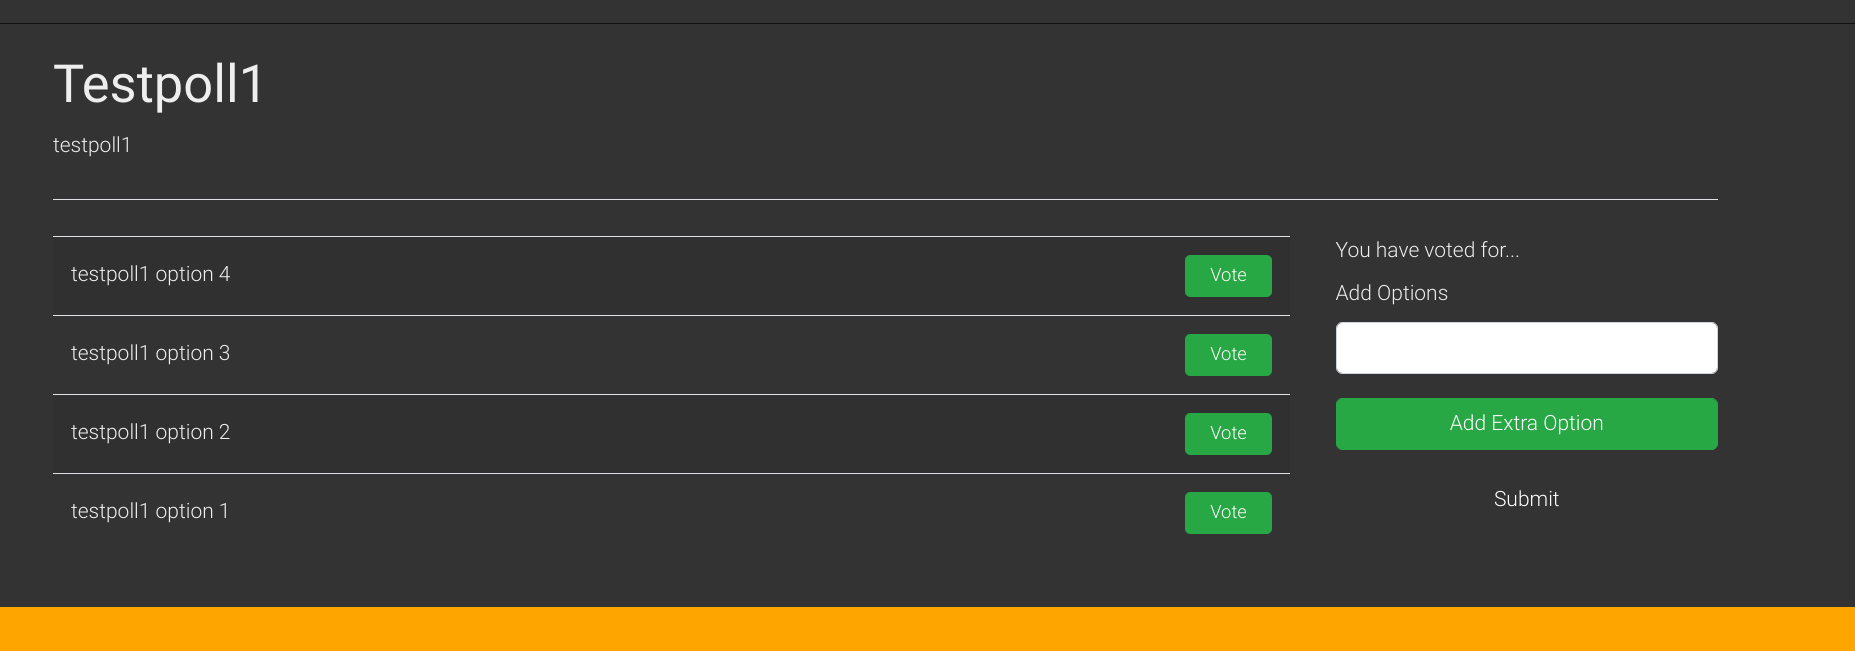 Testpoll1
testpoll1
testpoll1 option 4
Vote
testpoll1 option 3
Vote
testpoll1 option 2
Vote
testpoll1 option 1
Vote
You have voted for...
Add Options
Add Extra Option
Submit